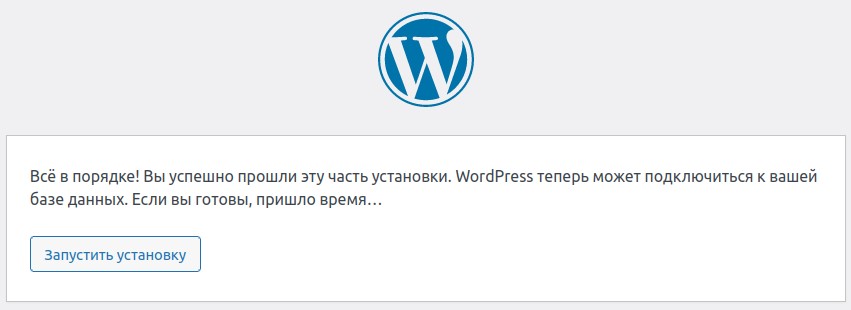 Всё в порядке! Вы успешно прошли эту часть установки. WordPress теперь может подключиться к вашей
базе данных. Если вы готовы, пришло время…
Запустить установку